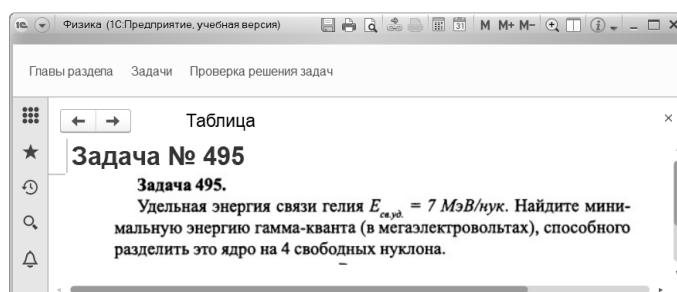 1С Физика (1С:Предприятие, учебная версия) 31 M M+ M-
Главы раздела Задачи Проверка решения задач
Таблица
Задача № 495
Задача 495.
Удельная энергия связи гелия E св.уд. = 7 МэВ/нук. Найдите мини-
мальную энергию гамма-кванта (в мегаэлектровольтах), способного
разделить это ядро на 4 свободных нуклона.